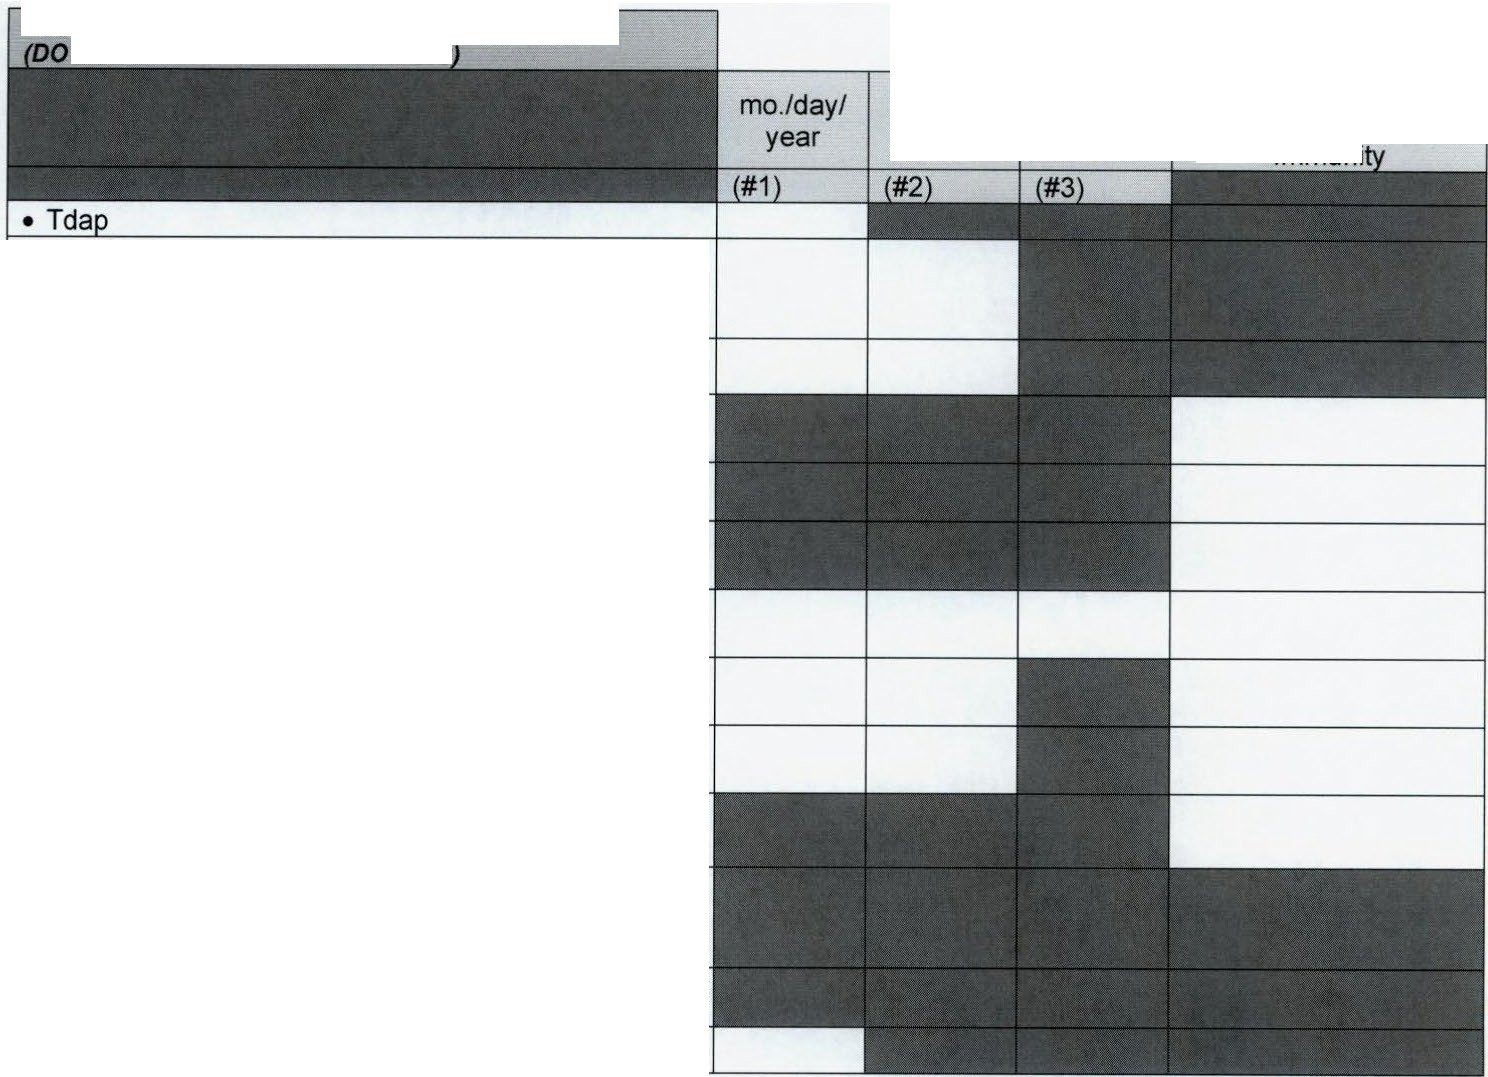 (DO )
mo./day/
year
(#1) (#2) (#3)
• Tdap